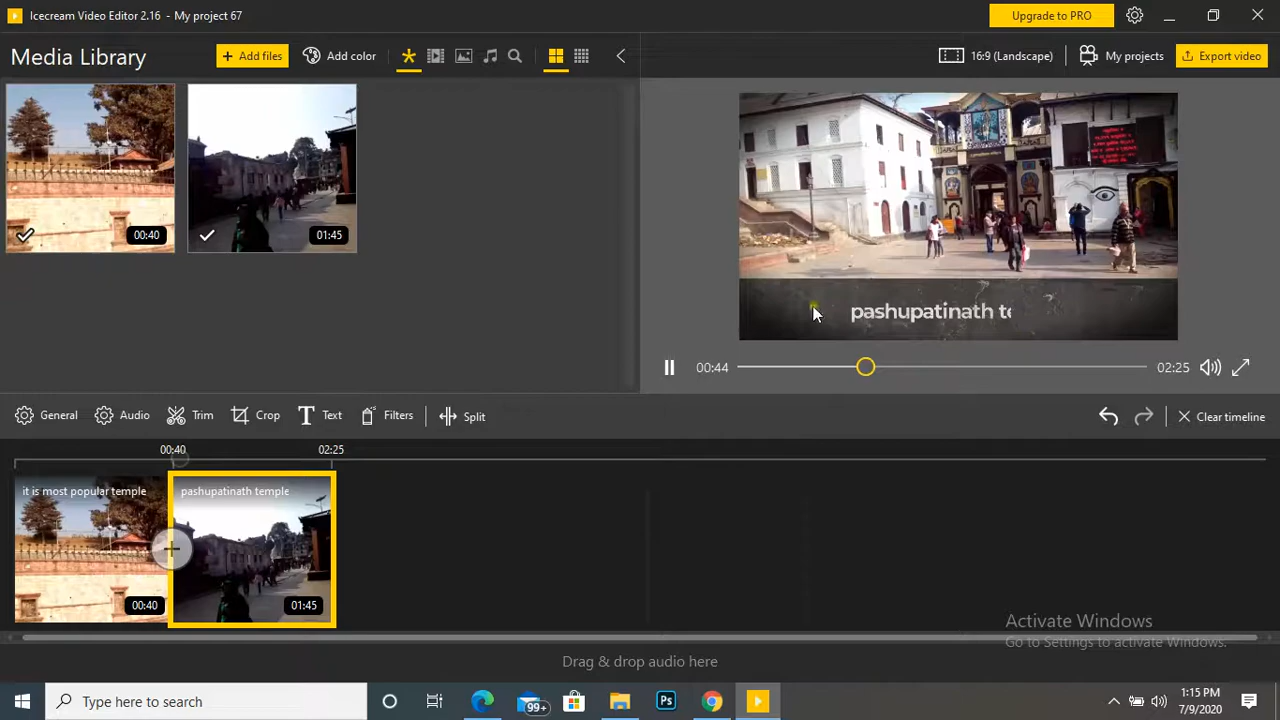 Icecream Video Editor 2.16 - My project 67
Upgrade to PRO
Media Library
Add files
Add color
16:9 (Landscape)
My projects
Export video
00:40
01:45
pashupatinath te
00:44
02:25
General
Audio
Trim
Crop
T Text
Filters
Split
Clear timeline
00:40
02:25
it is most popular temple
pashupatinath temple
00:40
01:45
Activate Windows
Go to Settings to activate Windows.
Drag & drop audio here
Type here to search
99+
Ps
1:15 PM
7/9/2020